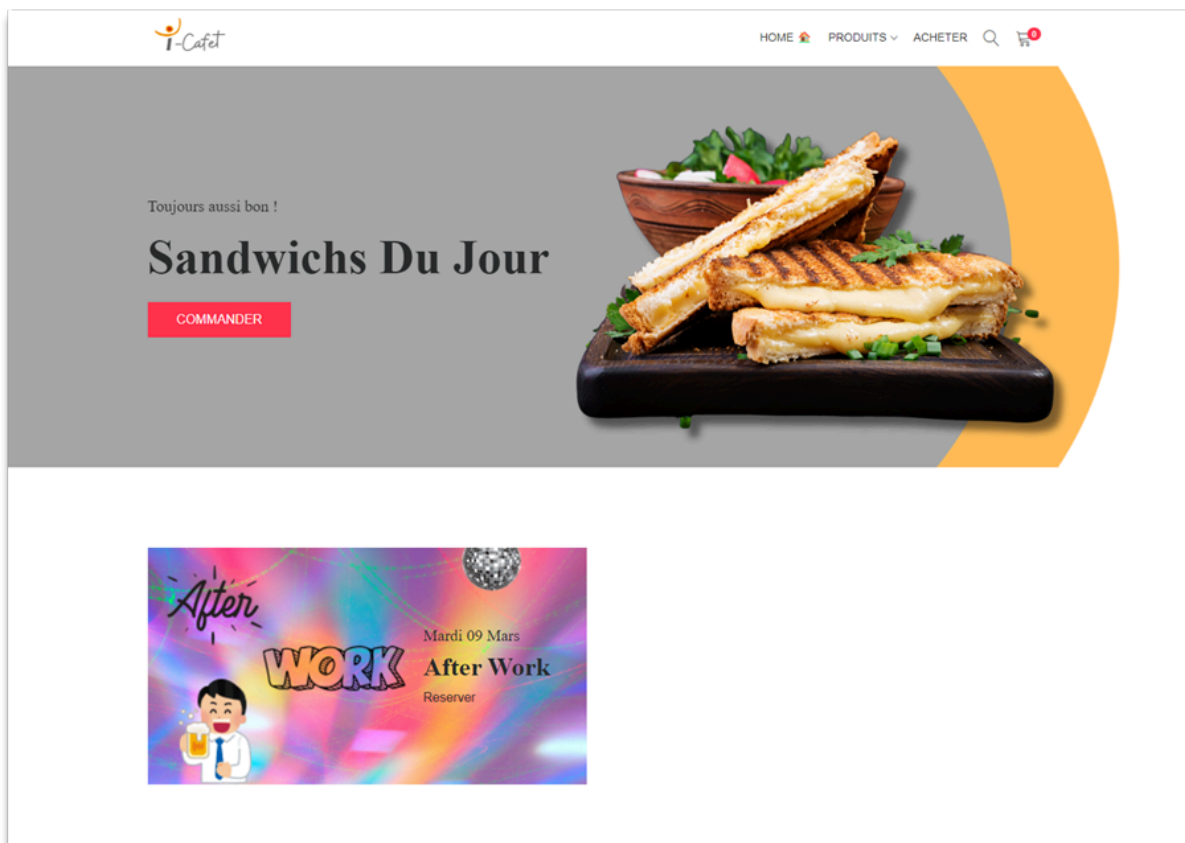 i-Cafet
HOME PRODUITS ACHETER 0
Toujours aussi bon !
Sandwichs Du Jour
COMMANDER
After
WORK
Mardi 09 Mars
After Work
Reserver